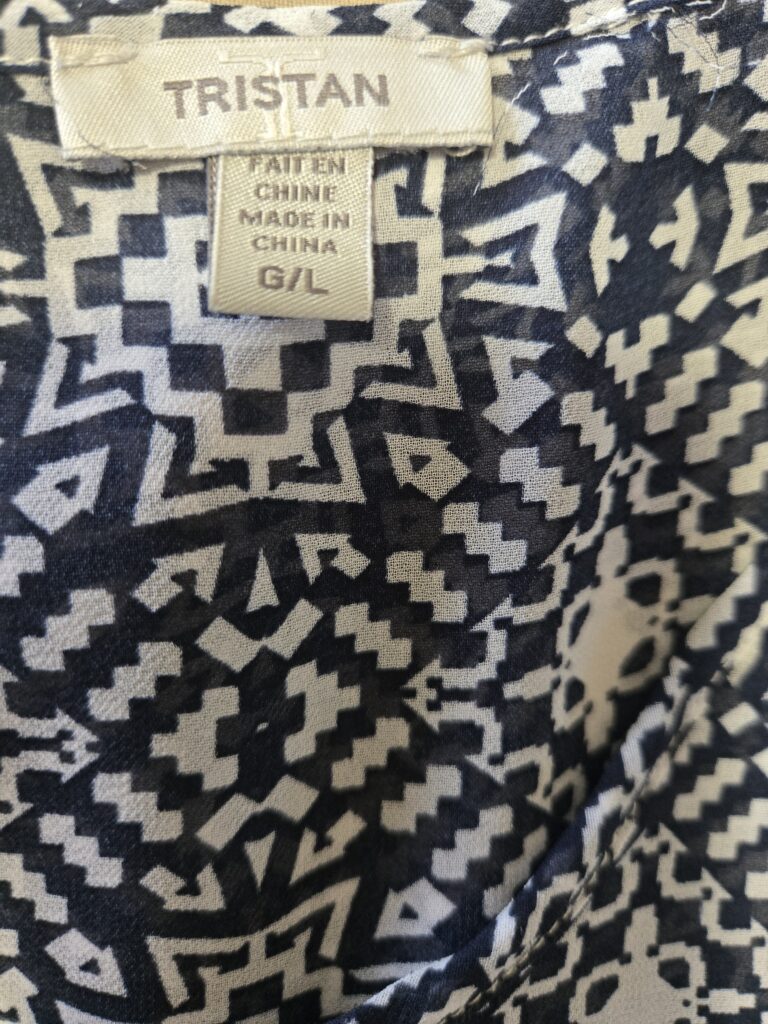 TRISTAN
FAIT EN
CHINE
MADE IN
CHINA
G/L